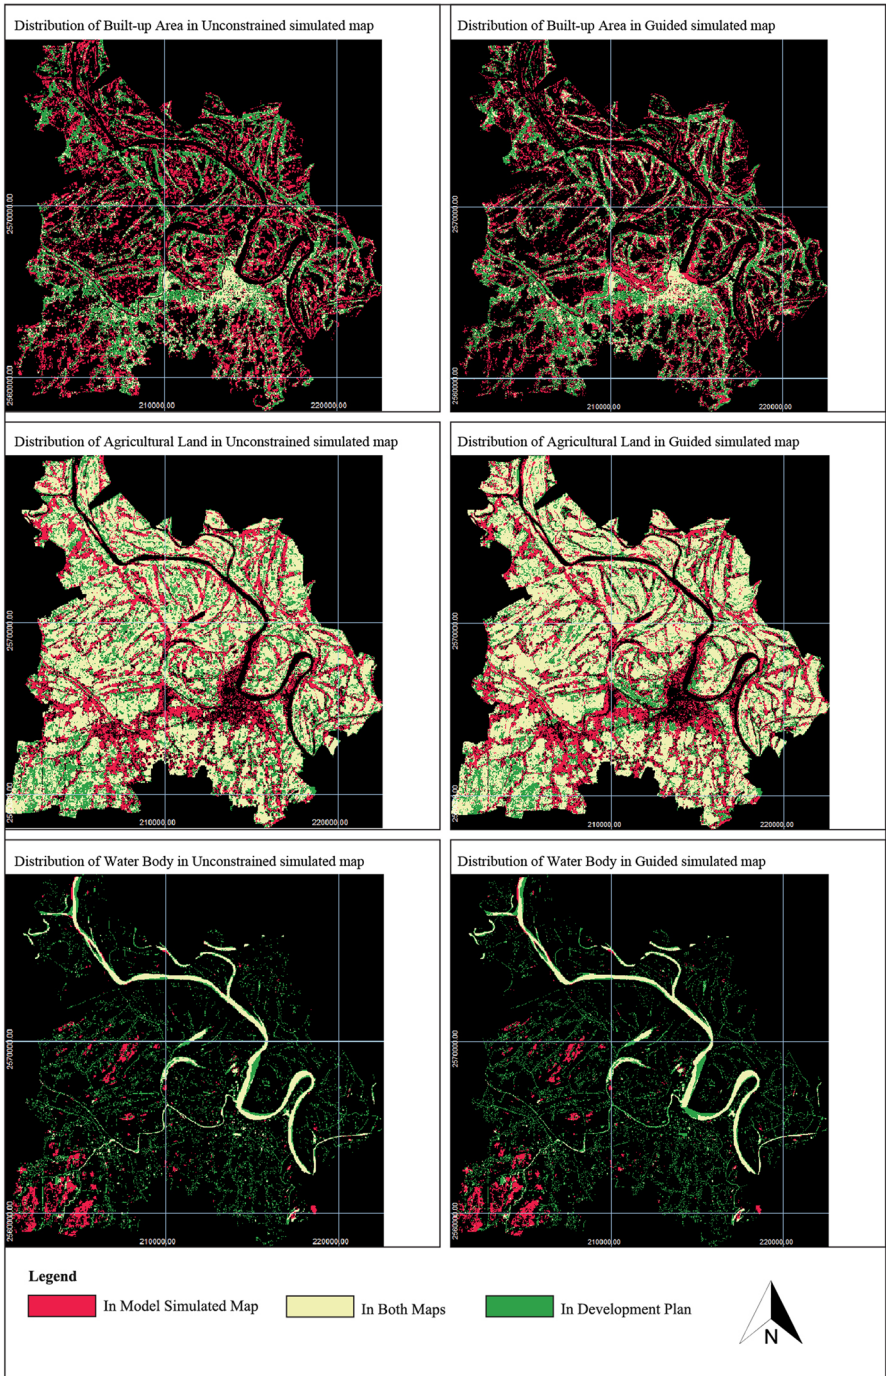 Distribution of Built-up Area in Unconstrained simulated map
Distribution of Built-up Area in Guided simulated map
2570000.00
2570000.00
2560000.00
2560000.00
210000.00
220000.00
210000.00
220000.00
Distribution of Agricultural Land in Unconstrained simulated map
Distribution of Agricultural Land in Guided simulated map
2570000.00
2570000.00
210000.00
220000.00
210000.00
220000.00
Distribution of Water Body in Unconstrained simulated map
Distribution of Water Body in Guided simulated map
2570000.00
2570000.00
2560000.00
2560000.00
210000.00
220000.00
210000.00
220000.00
Legend
In Model Simulated Map
In Both Maps
In Development Plan
N